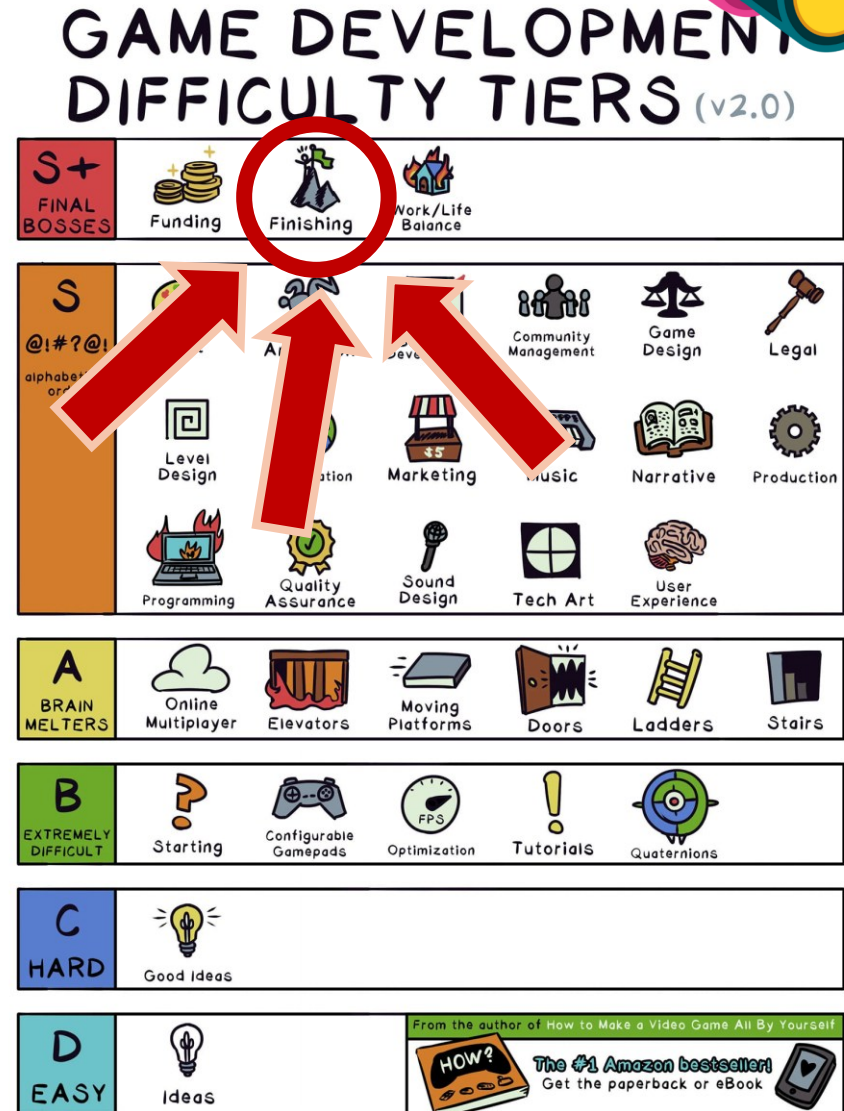 GAME DEVELOPMENT
DIFFICULTY TIERS (v2.0)
S+
FINAL
BOSSES
Funding
Finishing
Work/Life
Balance
S
@!#?@!
Community
Management
Game
Design
Legal
Level
Design
Marketing
$5
Music
Narrative
Production
Programming
Quality
Assurance
Sound
Design
Tech Art
User
Experience
A
BRAIN
MELTERS
Online
Multiplayer
Elevators
Moving
Platforms
Doors
Ladders
Stairs
B
EXTREMELY
DIFFICULT
Starting
Configurable
Gamepads
FPS
Optimization
Tutorials
Quaternions
C
HARD
Good Ideas
D
EASY
Ideas
From the author of How to Make a Video Game All By Yourself
HOW?
The #1 Amazon bestseller!
Get the paperback or eBook